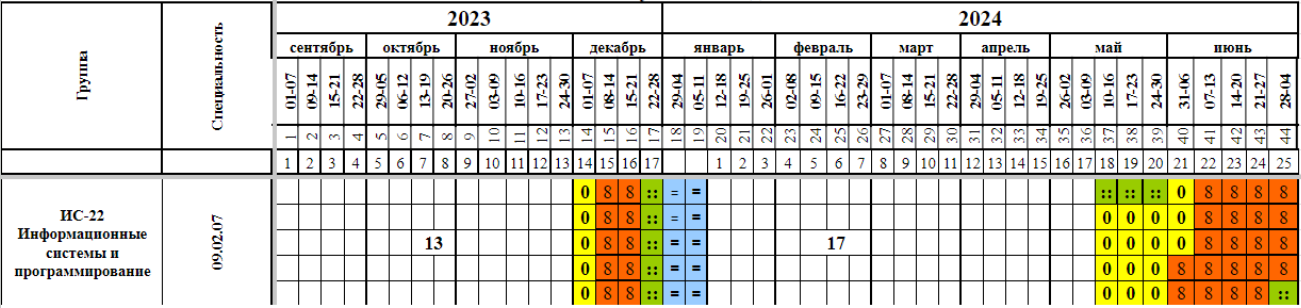 2023 2024
Группа Специальность сентябрь октябрь ноябрь декабрь январь февраль март апрель май июнь
01-07 09-14 15-21 22-28 29-05 06-12 13-19 20-26 27-02 03-09 10-16 17-23 24-30 01-07 08-14 15-21 22-28 29-04 05-11 12-18 19-25 26-01 02-08 09-15 16-22 23-29 01-07 08-14 15-21 22-28 29-04 05-11 12-18 19-25 26-02 03-09 10-16 17-23 24-30 31-06 07-13 14-20 21-27 28-04
1 2 3 4 5 6 7 8 9 10 11 12 13 14 15 16 17 18 19 20 21 22 23 24 25 26 27 28 29 30 31 32 33 34 35 36 37 38 39 40 41 42 43 44
1 2 3 4 5 6 7 8 9 10 11 12 13 14 15 16 17 1 2 3 4 5 6 7 8 9 10 11 12 13 14 15 16 17 18 19 20 21 22 23 24 25
ИС-22
Информационные
системы и
программирование
09.02.07
0 8 8 :: = = :: :: :: 0 8 8 8 8
0 8 8 :: = = 0 0 0 0 8 8 8 8
13 0 8 8 :: = = 17 0 0 0 0 8 8 8 8
0 8 8 :: = = 0 0 0 8 8 8 8 8
0 8 8 :: = = 0 0 0 8 8 8 8 ::